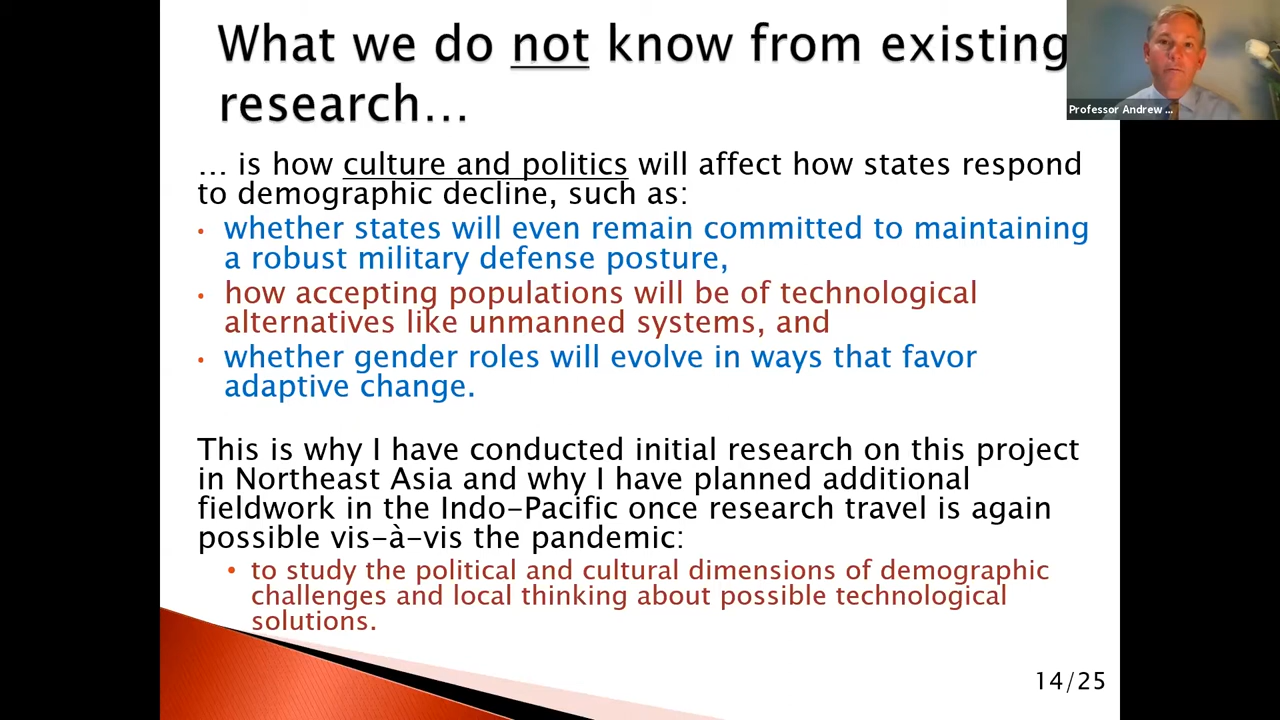 What we do not know from existing
research...
Professor Andrew ...
... is how culture and politics will affect how states respond
to demographic decline, such as:
• whether states will even remain committed to maintaining
a robust military defense posture,
• how accepting populations will be of technological
alternatives like unmanned systems, and
• whether gender roles will evolve in ways that favor
adaptive change.
This is why I have conducted initial research on this project
in Northeast Asia and why I have planned additional
fieldwork in the Indo-Pacific once research travel is again
possible vis-à-vis the pandemic:
• to study the political and cultural dimensions of demographic
challenges and local thinking about possible technological
solutions.
14/25